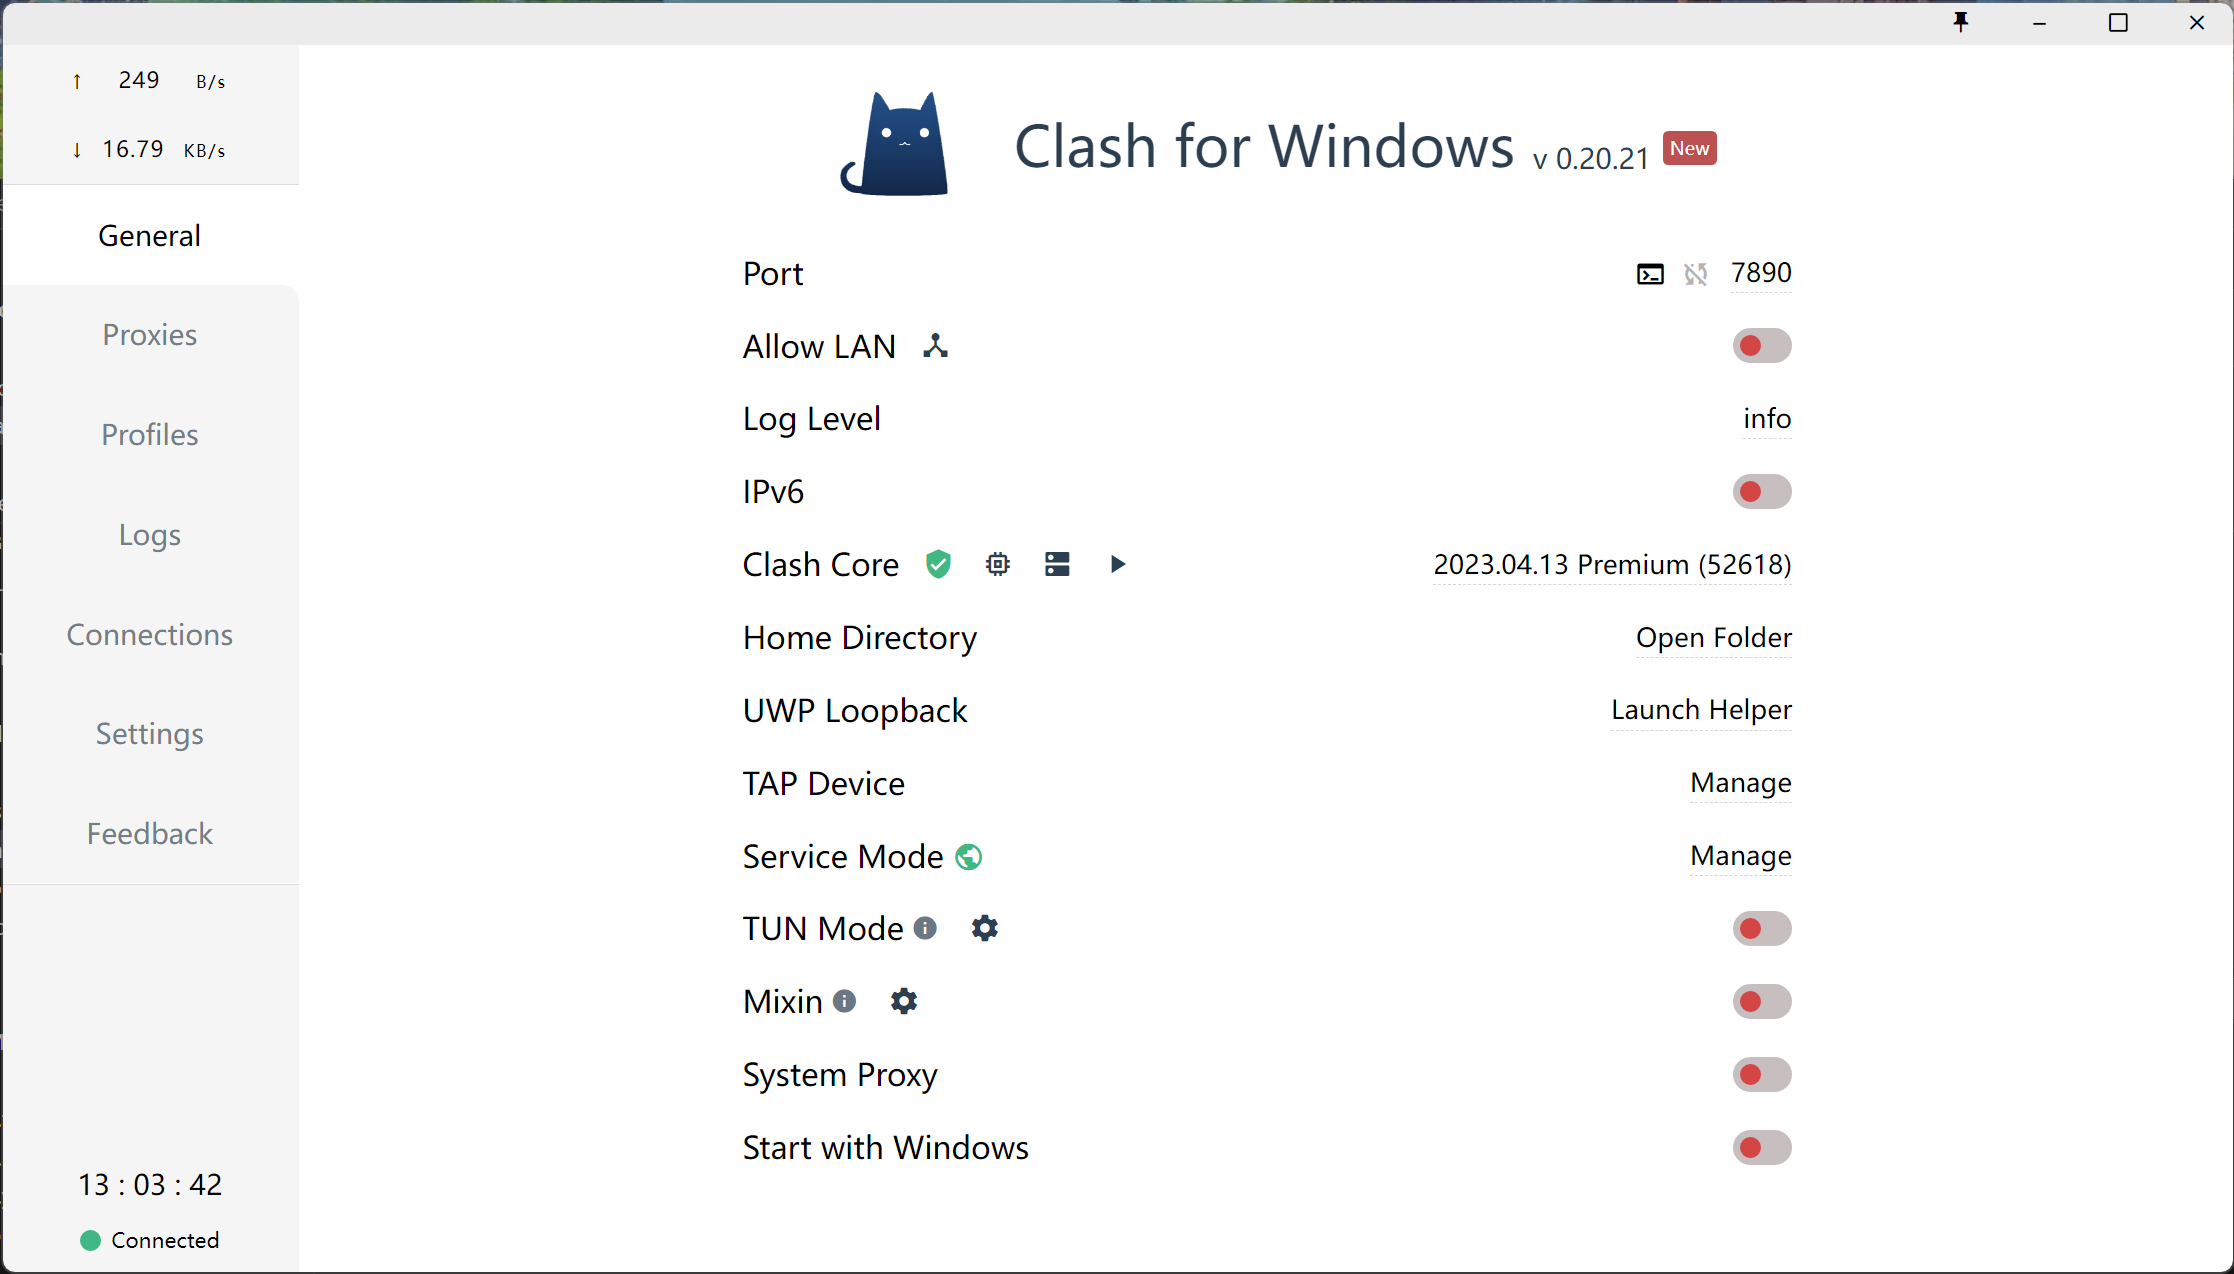 ↑ 249 B/s
↓ 16.79 KB/s
General
Proxies
Profiles
Logs
Connections
Settings
Feedback
13 : 03 : 42
Connected
Clash for Windows v 0.20.21 New
Port 7890
Allow LAN
Log Level info
IPv6
Clash Core 2023.04.13 Premium (52618)
Home Directory Open Folder
UWP Loopback Launch Helper
TAP Device Manage
Service Mode Manage
TUN Mode
Mixin
System Proxy
Start with Windows